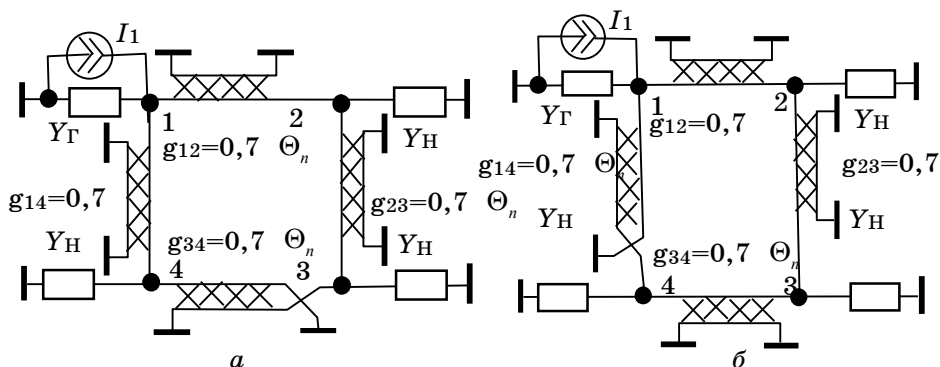 I1
1
2
YГ
g12=0,7 Θn
YН
g14=0,7
g23=0,7 Θn
YН
g34=0,7 Θn
YН
4
3
а
I1
1
2
YГ
g12=0,7
YН
g14=0,7 Θn
g23=0,7
YН
YН
g34=0,7 Θn
4
3
б